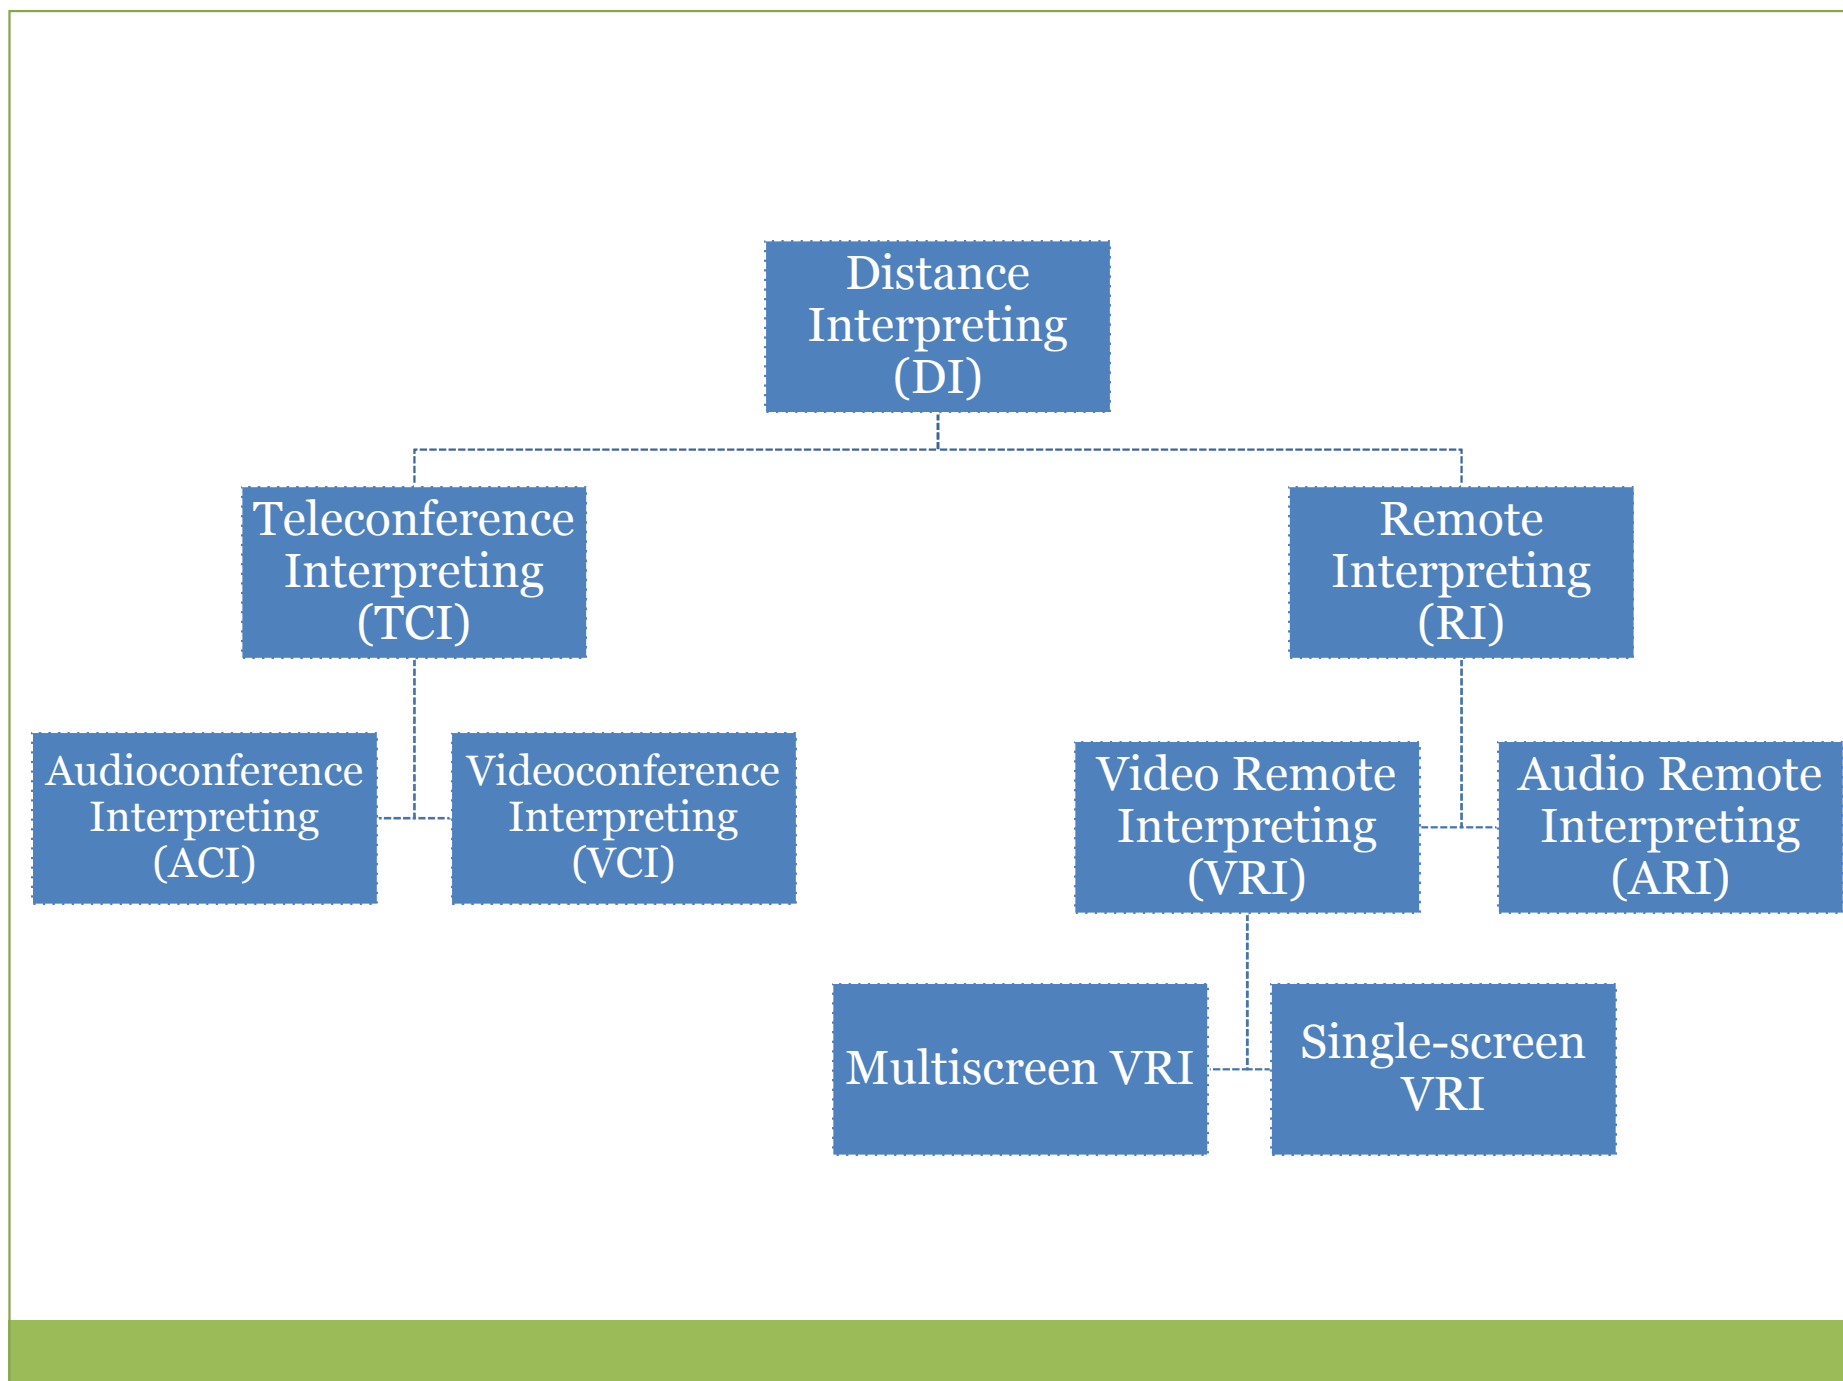 Distance
Interpreting
(DI)
Teleconference
Interpreting
(TCI)
Remote
Interpreting
(RI)
Audioconference
Interpreting
(ACI)
Videoconference
Interpreting
(VCI)
Video Remote
Interpreting
(VRI)
Audio Remote
Interpreting
(ARI)
Multiscreen VRI
Single-screen
VRI